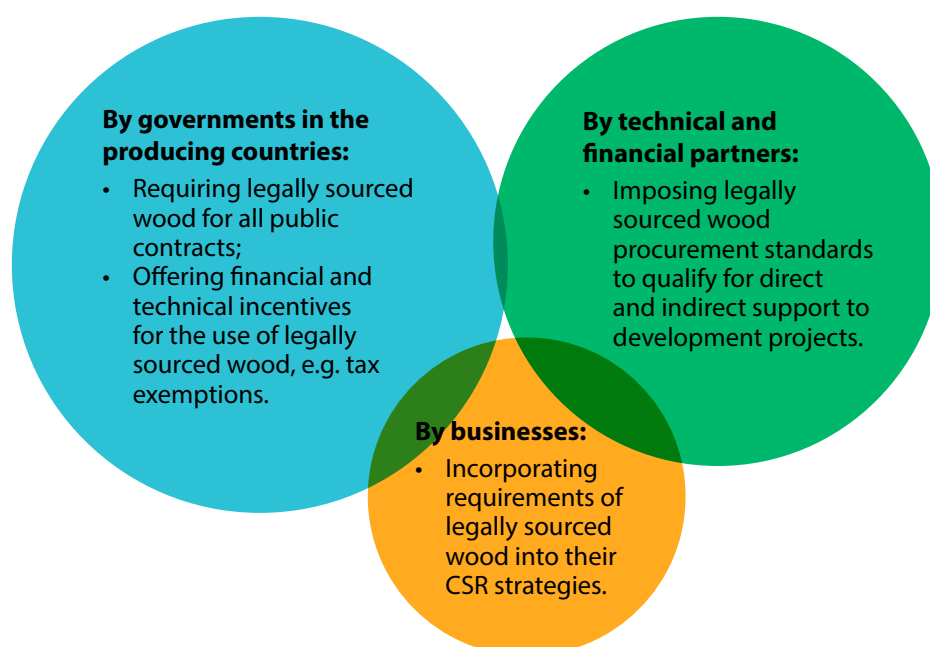 By governments in the
producing countries:
• Requiring legally sourced
wood for all public
contracts;
• Offering financial and
technical incentives
for the use of legally
sourced wood, e.g. tax
exemptions.
By technical and
financial partners:
• Imposing legally
sourced wood
procurement standards
to qualify for direct
and indirect support to
development projects.
By businesses:
• Incorporating
requirements of
legally sourced
wood into their
CSR strategies.